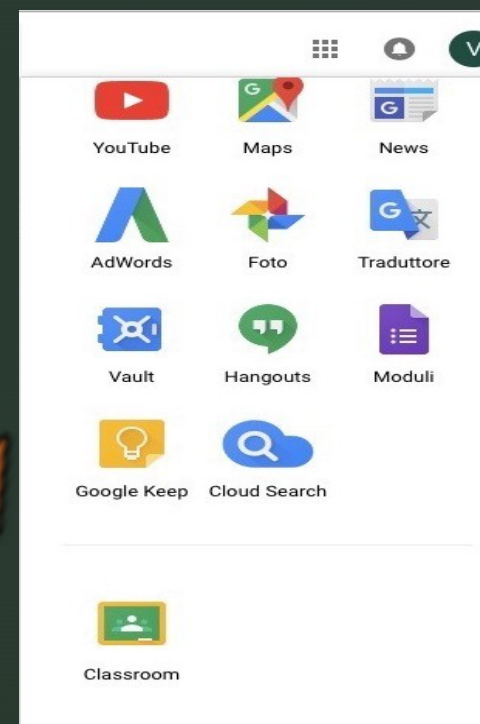 V
YouTube Maps News
AdWords Foto Traduttore
Vault Hangouts Moduli
Google Keep Cloud Search
Classroom